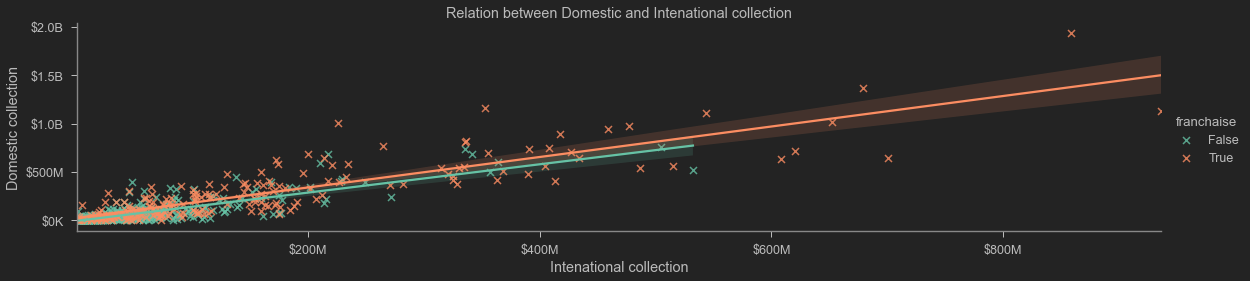 Relation between Domestic and Intenational collection
Domestic collection
$2.0B
$1.5B
$1.0B
$500M
$0K
$200M
$400M
$600M
$800M
Intenational collection
franchaise
False
True